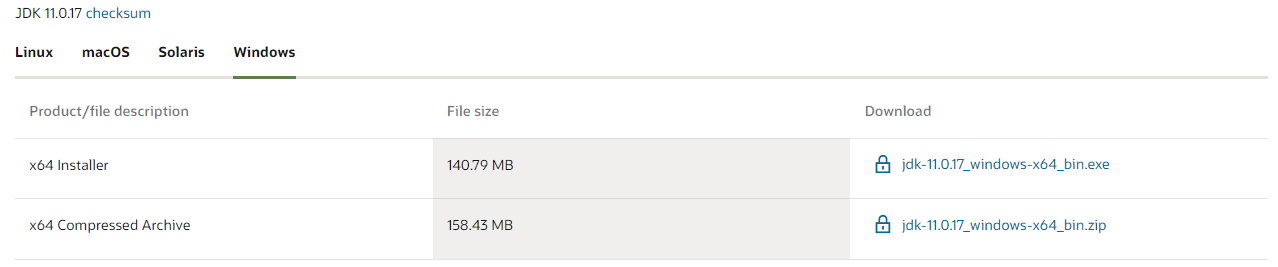 JDK 11.0.17 checksum
Linux macOS Solaris Windows
Product/file description File size Download
x64 Installer 140.79 MB jdk-11.0.17_windows-x64_bin.exe
x64 Compressed Archive 158.43 MB jdk-11.0.17_windows-x64_bin.zip